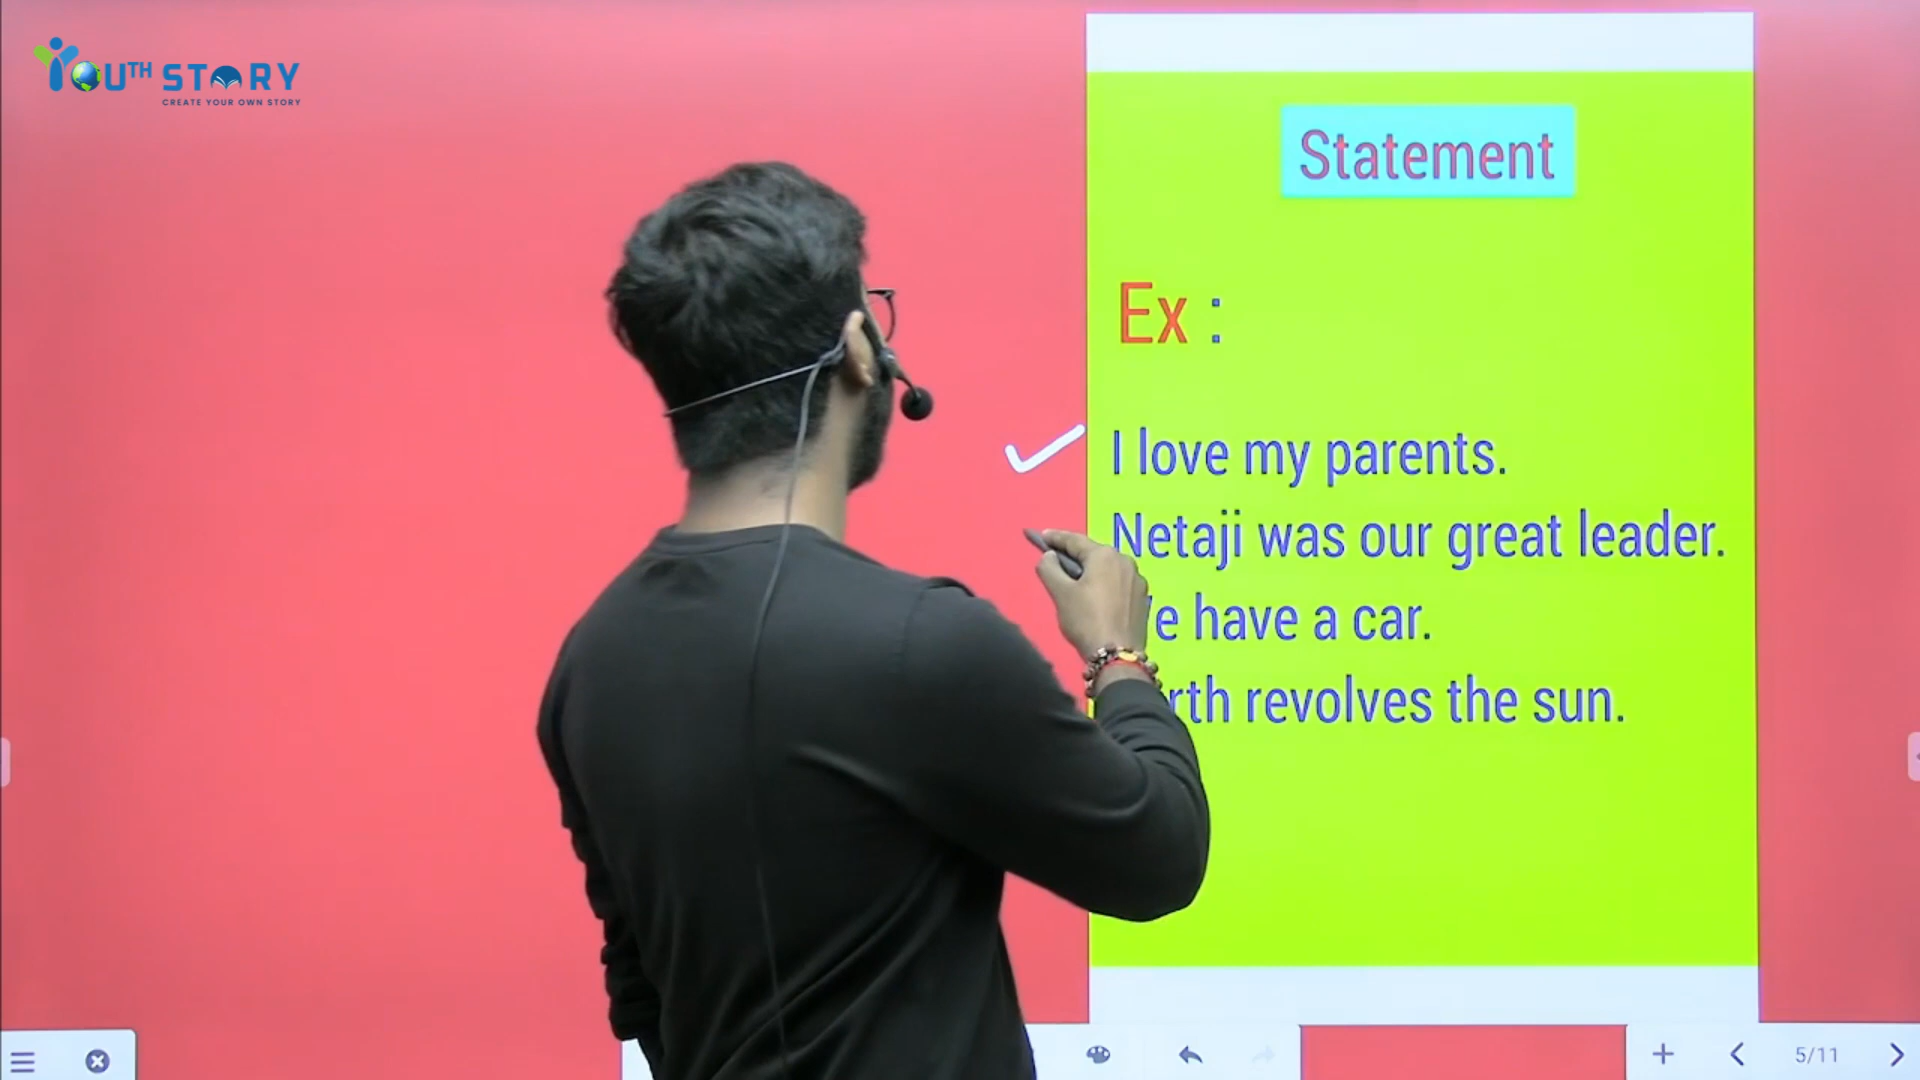 YOUTH STORY
CREATE YOUR OWN STORY
Statement
Ex :
I love my parents.
Netaji was our great leader.
have a car.
revolves the sun.
5/11